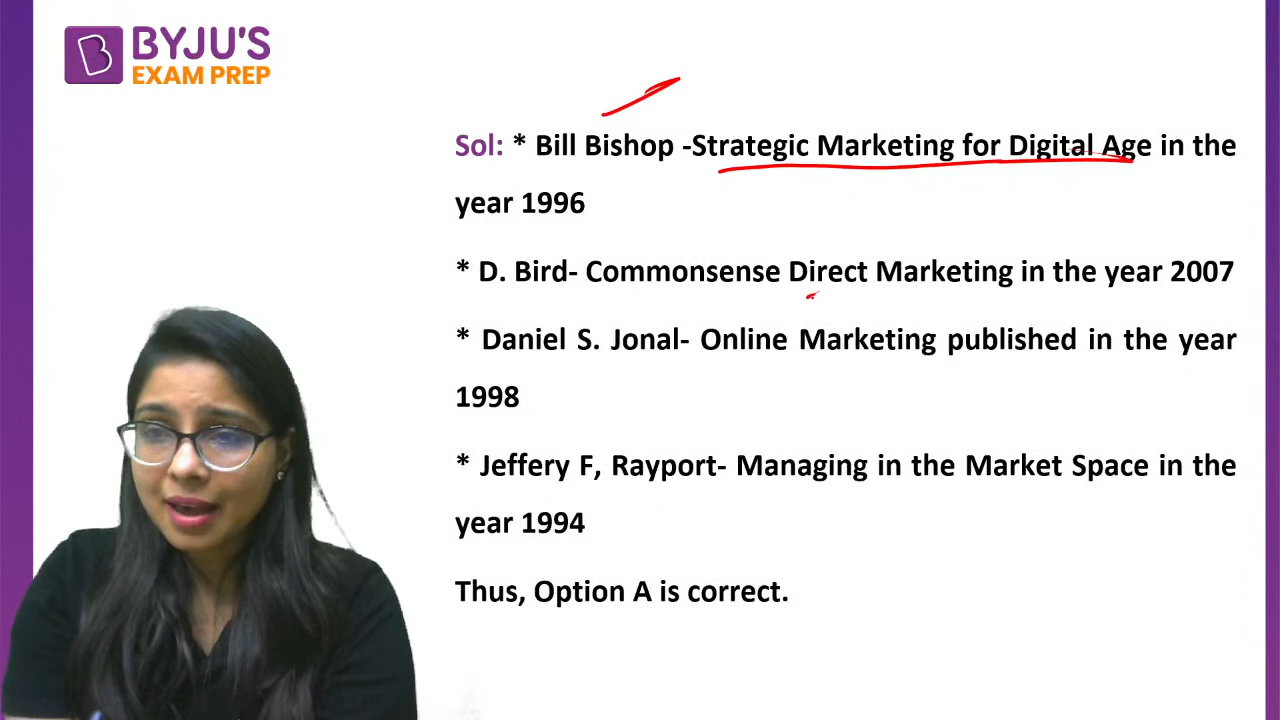 BYJU'S
EXAM PREP
Sol: * Bill Bishop -Strategic Marketing for Digital Age in the
year 1996
* D. Bird- Commonsense Direct Marketing in the year 2007
* Daniel S. Jonal- Online Marketing published in the year
1998
* Jeffery F, Rayport- Managing in the Market Space in the
year 1994
Thus, Option A is correct.